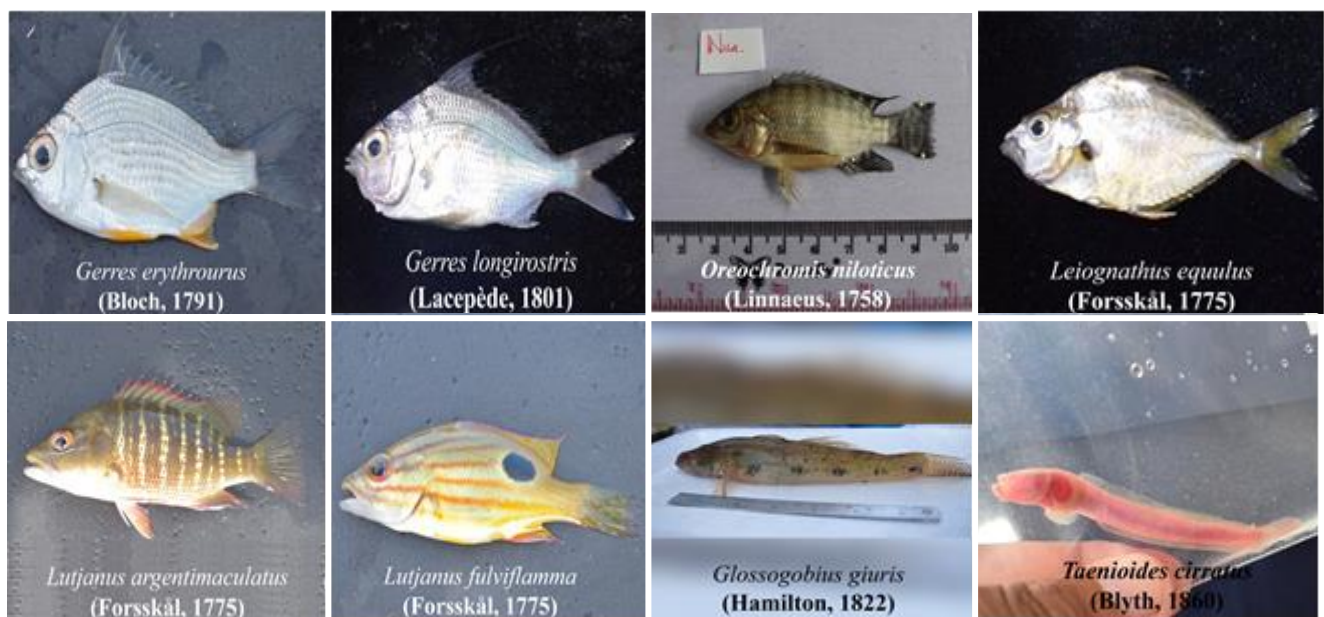 Gerres erythrourus
(Bloch, 1791)
Gerres longirostris
(Lacepède, 1801)
Oreochromis niloticus
(Linnaeus, 1758)
Leiognathus equulus
(Forsskål, 1775)
Lutjanus argentimaculatus
(Forsskål, 1775)
Lutjanus fulviflamma
(Forsskål, 1775)
Glossogobius giuris
(Hamilton, 1822)
Taenioides cirratus
(Blyth, 1860)